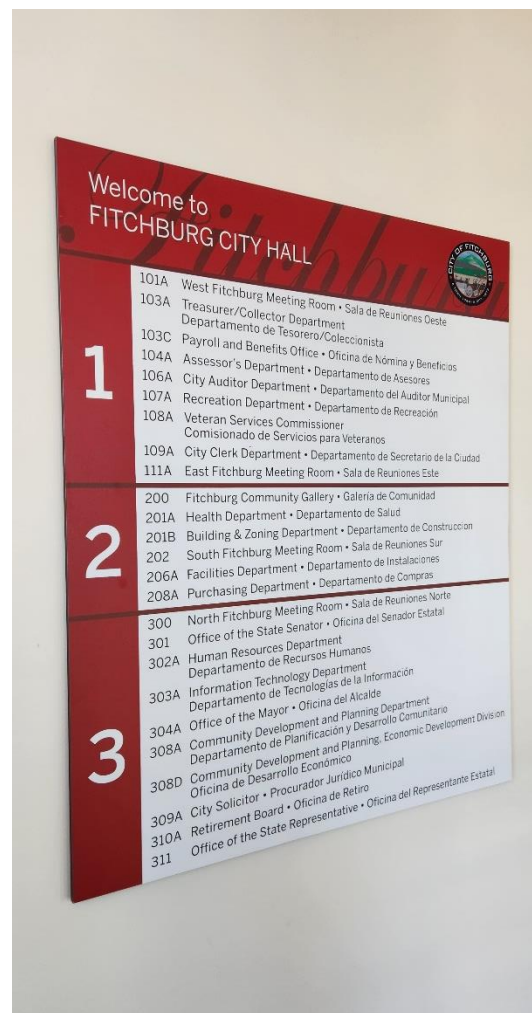 Welcome to
FITCHBURG CITY HALL
Fitchburg
CITY OF FITCHBURG
1
101A West Fitchburg Meeting Room • Sala de Reuniones Oeste
103A Treasurer/Collector Department
Departamento de Tesorero/Coleccionista
103C Payroll and Benefits Office • Oficina de Nómina y Beneficios
104A Assessor's Department • Departamento de Asesores
106A City Auditor Department • Departamento del Auditor Municipal
107A Recreation Department • Departamento de Recreación
108A Veteran Services Commissioner
Comisionado de Servicios para Veteranos
109A City Clerk Department • Departamento de Secretario de la Ciudad
111A East Fitchburg Meeting Room • Sala de Reuniones Este
2
200 Fitchburg Community Gallery • Galería de Comunidad
201A Health Department • Departamento de Salud
201B Building & Zoning Department • Departamento de Construccion
202 South Fitchburg Meeting Room • Sala de Reuniones Sur
206A Facilities Department • Departamento de Instalaciones
208A Purchasing Department • Departamento de Compras
3
300 North Fitchburg Meeting Room • Sala de Reuniones Norte
301 Office of the State Senator • Oficina del Senador Estatal
302A Human Resources Department
Departamento de Recursos Humanos
303A Information Technology Department
Departamento de Tecnologías de la Información
304A Office of the Mayor • Oficina del Alcalde
308A Community Development and Planning Department
Departamento de Planificación y Desarrollo Comunitario
308D Community Development and Planning, Economic Development Division
Oficina de Desarrollo Económico
309A City Solicitor • Procurador Jurídico Municipal
310A Retirement Board • Oficina de Retiro
311 Office of the State Representative • Oficina del Representante Estatal